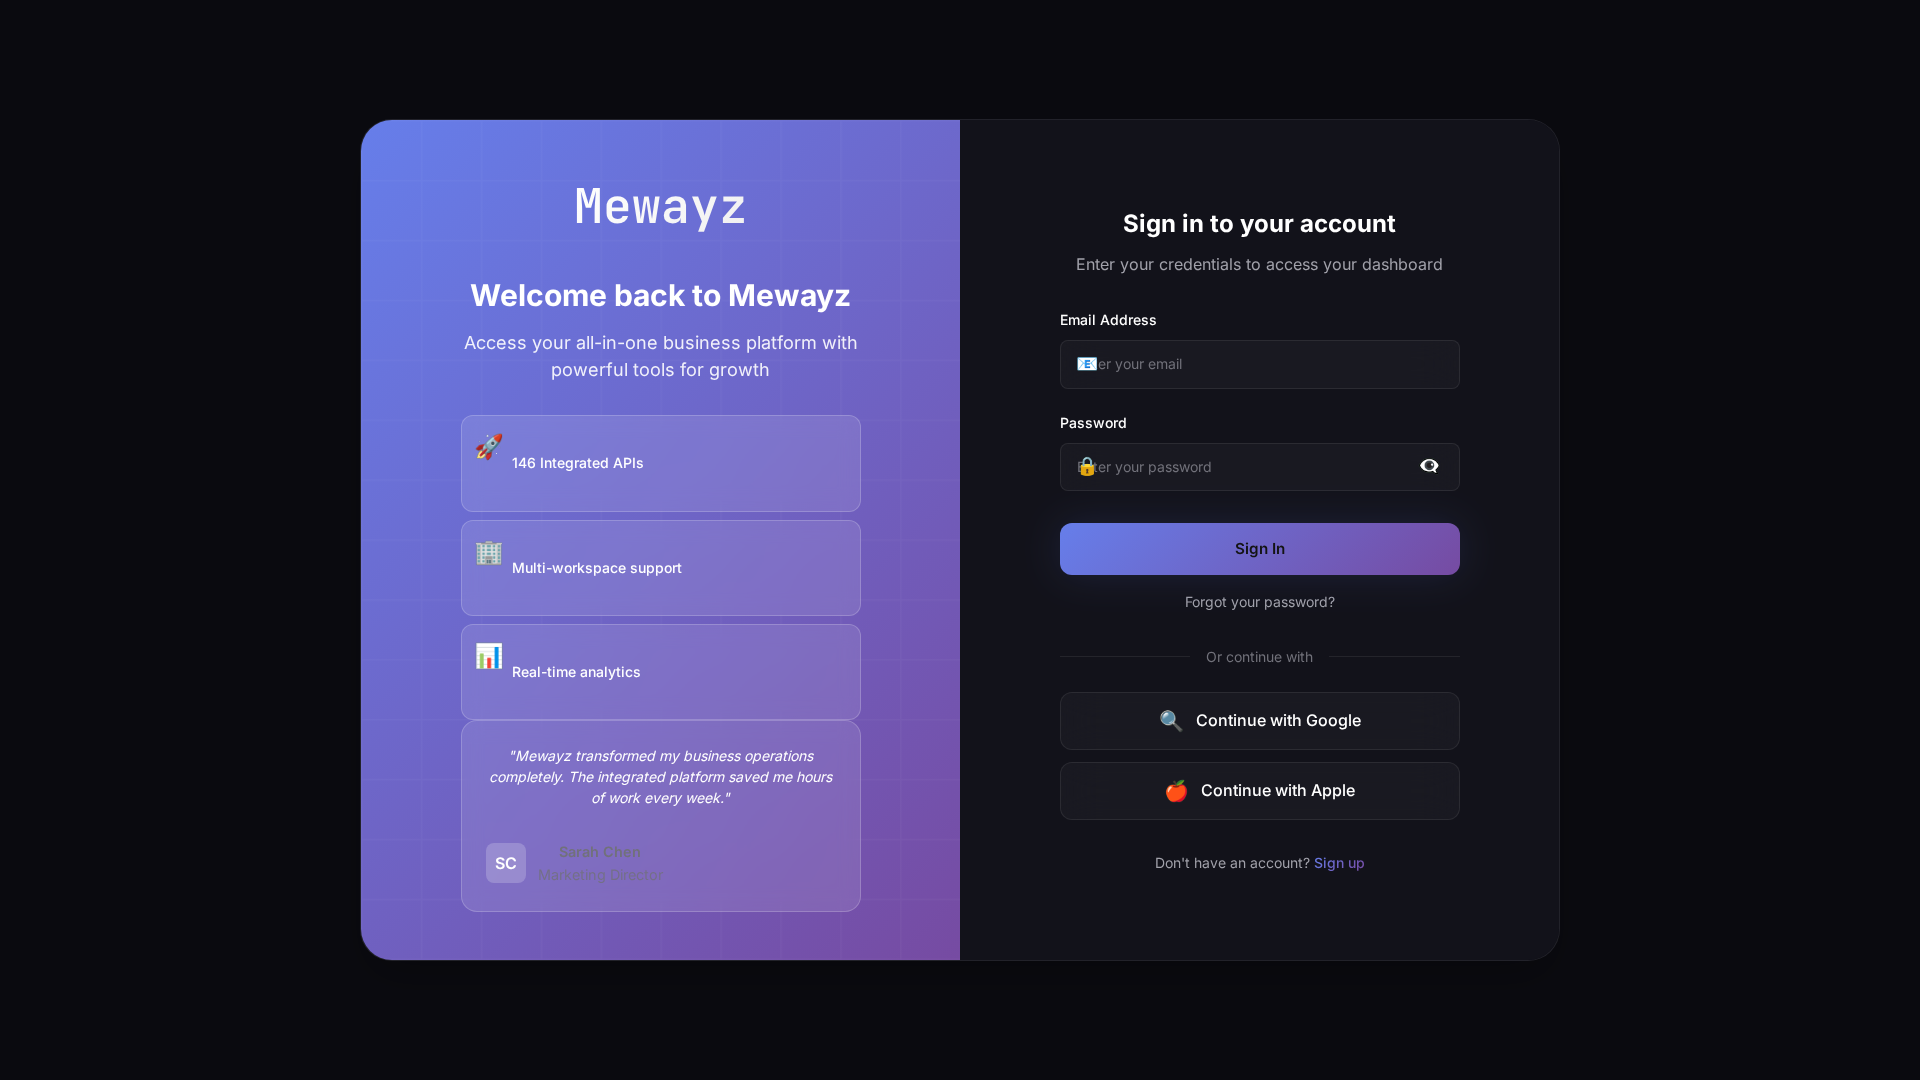 Mewayz
Welcome back to Mewayz
Access your all-in-one business platform with
powerful tools for growth
146 Integrated APIs
Multi-workspace support
Real-time analytics
"Mewayz transformed my business operations
completely. The integrated platform saved me hours
of work every week."
SC
Sarah Chen
Marketing Director
Sign in to your account
Enter your credentials to access your dashboard
Email Address
er your email
Password
Enter your password
Sign In
Forgot your password?
Or continue with
Continue with Google
Continue with Apple
Don't have an account? Sign up